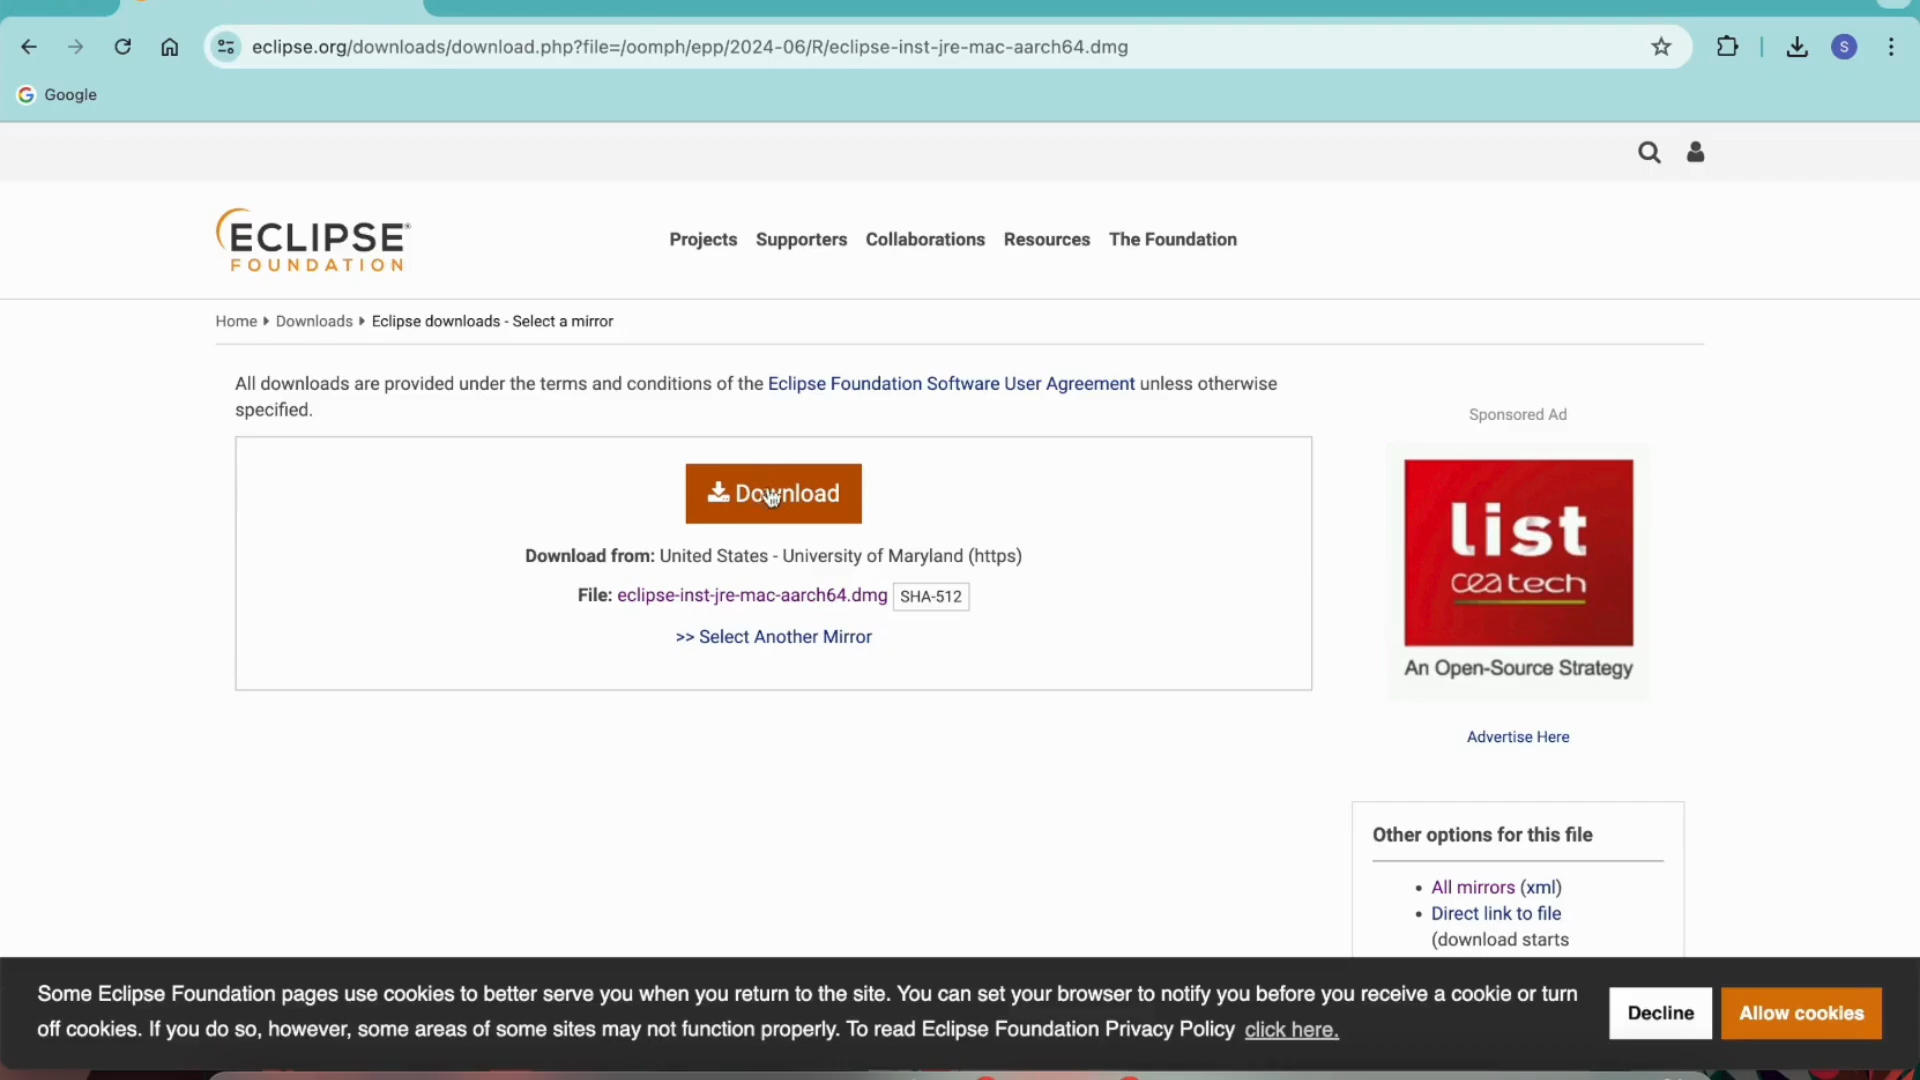 eclipse.org/downloads/download.php?file=/oomph/epp/2024-06/R/eclipse-inst-jre-mac-aarch64.dmg
S
Google
ECLIPSE®
FOUNDATION
Projects Supporters Collaborations Resources The Foundation
Home Downloads Eclipse downloads - Select a mirror
All downloads are provided under the terms and conditions of the Eclipse Foundation Software User Agreement unless otherwise
specified.
Download
Download from: United States - University of Maryland (https)
File: eclipse-inst-jre-mac-aarch64.dmg SHA-512
>> Select Another Mirror
Sponsored Ad
list
ceatech
An Open-Source Strategy
Advertise Here
Other options for this file
• All mirrors (xml)
• Direct link to file
(download starts
Some Eclipse Foundation pages use cookies to better serve you when you return to the site. You can set your browser to notify you before you receive a cookie or turn
off cookies. If you do so, however, some areas of some sites may not function properly. To read Eclipse Foundation Privacy Policy click here.
Decline
Allow cookies